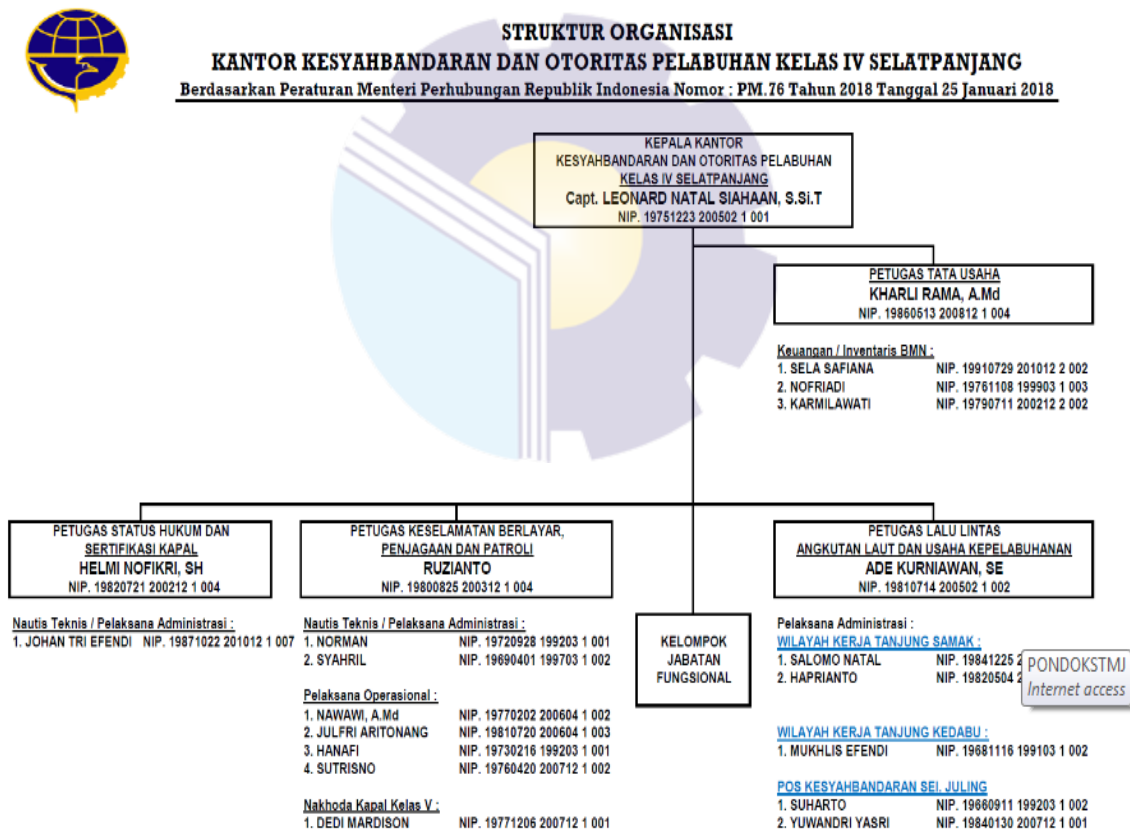 STRUKTUR ORGANISASI
KANTOR KESYAHBANDARAN DAN OTORITAS PELABUHAN KELAS IV SELATPANJANG
Berdasarkan Peraturan Menteri Perhubungan Republik Indonesia Nomor : PM.76 Tahun 2018 Tanggal 25 Januari 2018
KEPALA KANTOR
KESYAHBANDARAN DAN OTORITAS PELABUHAN
KELAS IV SELATPANJANG
Capt. LEONARD NATAL SIAHAAN, S.Si.T
NIP. 19751223 200502 1 001
PETUGAS TATA USAHA
KHARLI RAMA, A.Md
NIP. 19860513 200812 1 004
Keuangan / Inventaris BMN :
1. SELA SAFIANA NIP. 19910729 201012 2 002
2. NOFRIADI NIP. 19761108 199903 1 003
3. KARMILAWATI NIP. 19790711 200212 2 002
PETUGAS STATUS HUKUM DAN
SERTIFIKASI KAPAL
HELMI NOFIKRI, SH
NIP. 19820721 200212 1 004
Nautis Teknis / Pelaksana Administrasi :
1. JOHAN TRI EFENDI NIP. 19871022 201012 1 007
PETUGAS KESELAMATAN BERLAYAR,
PENJAGAAN DAN PATROLI
RUZIANTO
NIP. 19800825 200312 1 004
Nautis Teknis / Pelaksana Administrasi :
1. NORMAN NIP. 19720928 199203 1 001
2. SYAHRIL NIP. 19690401 199703 1 002
Pelaksana Operasional :
1. NAWAWI, A.Md NIP. 19770202 200604 1 002
2. JULFRI ARITONANG NIP. 19810720 200604 1 003
3. HANAFI NIP. 19730216 199203 1 001
4. SUTRISNO NIP. 19760420 200712 1 002
Nakhoda Kapal Kelas V :
1. DEDI MARDISON NIP. 19771206 200712 1 001
KELOMPOK
JABATAN
FUNGSIONAL
PETUGAS LALU LINTAS
ANGKUTAN LAUT DAN USAHA KEPELABUHANAN
ADE KURNIAWAN, SE
NIP. 19810714 200502 1 002
Pelaksana Administrasi :
WILAYAH KERJA TANJUNG SAMAK :
1. SALOMO NATAL NIP. 19841225 2
2. HAPRIANTO NIP. 19820504 2
PONDOKSTMJ
Internet access
WILAYAH KERJA TANJUNG KEDABU :
1. MUKHLIS EFENDI NIP. 19681116 199103 1 002
POS KESYAHBANDARAN SEI. JULING
1. SUHARTO NIP. 19660911 199203 1 002
2. YUWANDRI YASRI NIP. 19840130 200712 1 001